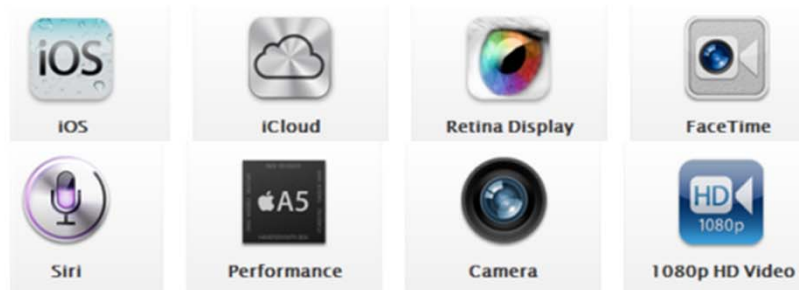 iOS
iOS
iCloud
Retina Display
FaceTime
A5
HD
1080p
Siri
Performance
Camera
1080p HD Video